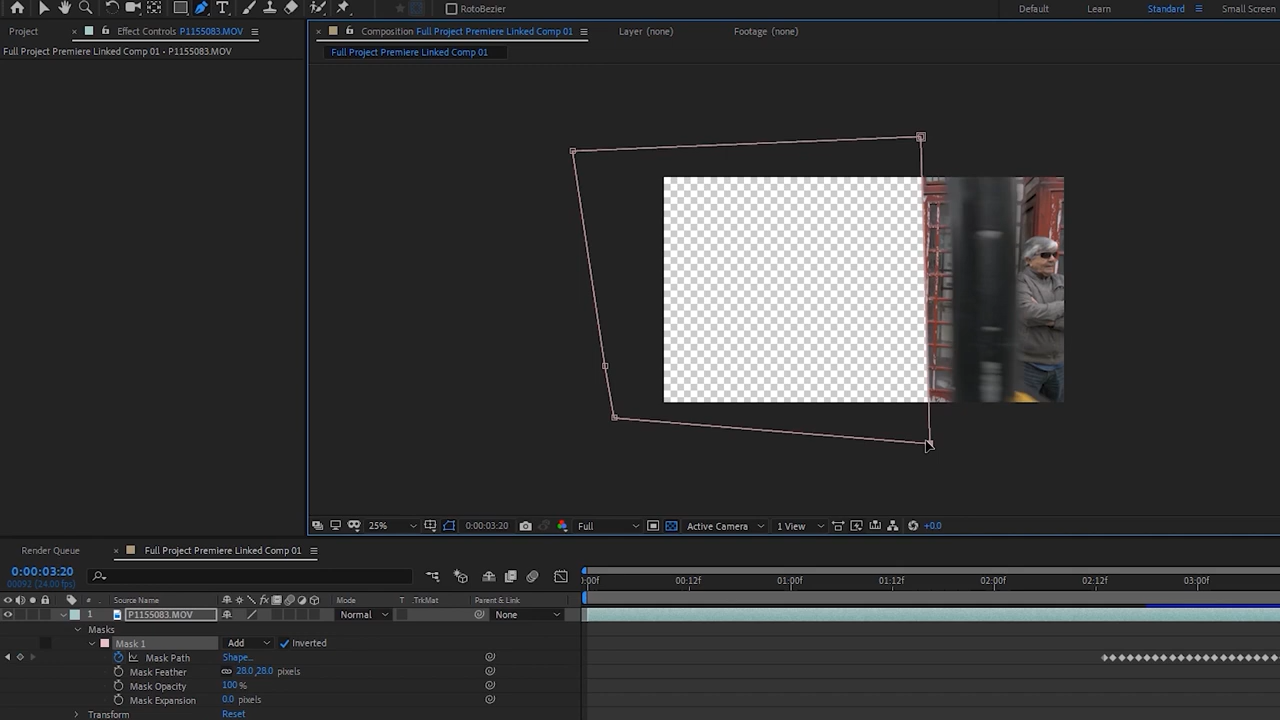 RotoBezier
Default
Learn
Standard
Small Screen
Project
Effect Controls P1155083.MOV
Composition Full Project Premiere Linked Comp 01
Layer (none)
Footage (none)
Full Project Premiere Linked Comp 01 • P1155083.MOV
Full Project Premiere Linked Comp 01
25%
0:00:03:20
Full
Active Camera
1 View
+0.0
Render Queue
Full Project Premiere Linked Comp 01
0:00:03:20
00092 (24.00 fps)
:00f
00:12f
01:00f
01:12f
02:00f
02:12f
03:00f
#
Source Name
Mode
T
.TrkMat
Parent & Link
1
P1155083.MOV
Normal
None
Masks
Mask 1
Add
Inverted
Mask Path
Shape...
Mask Feather
28.0,28.0 pixels
Mask Opacity
100 %
Mask Expansion
0.0 pixels
Transform
Reset